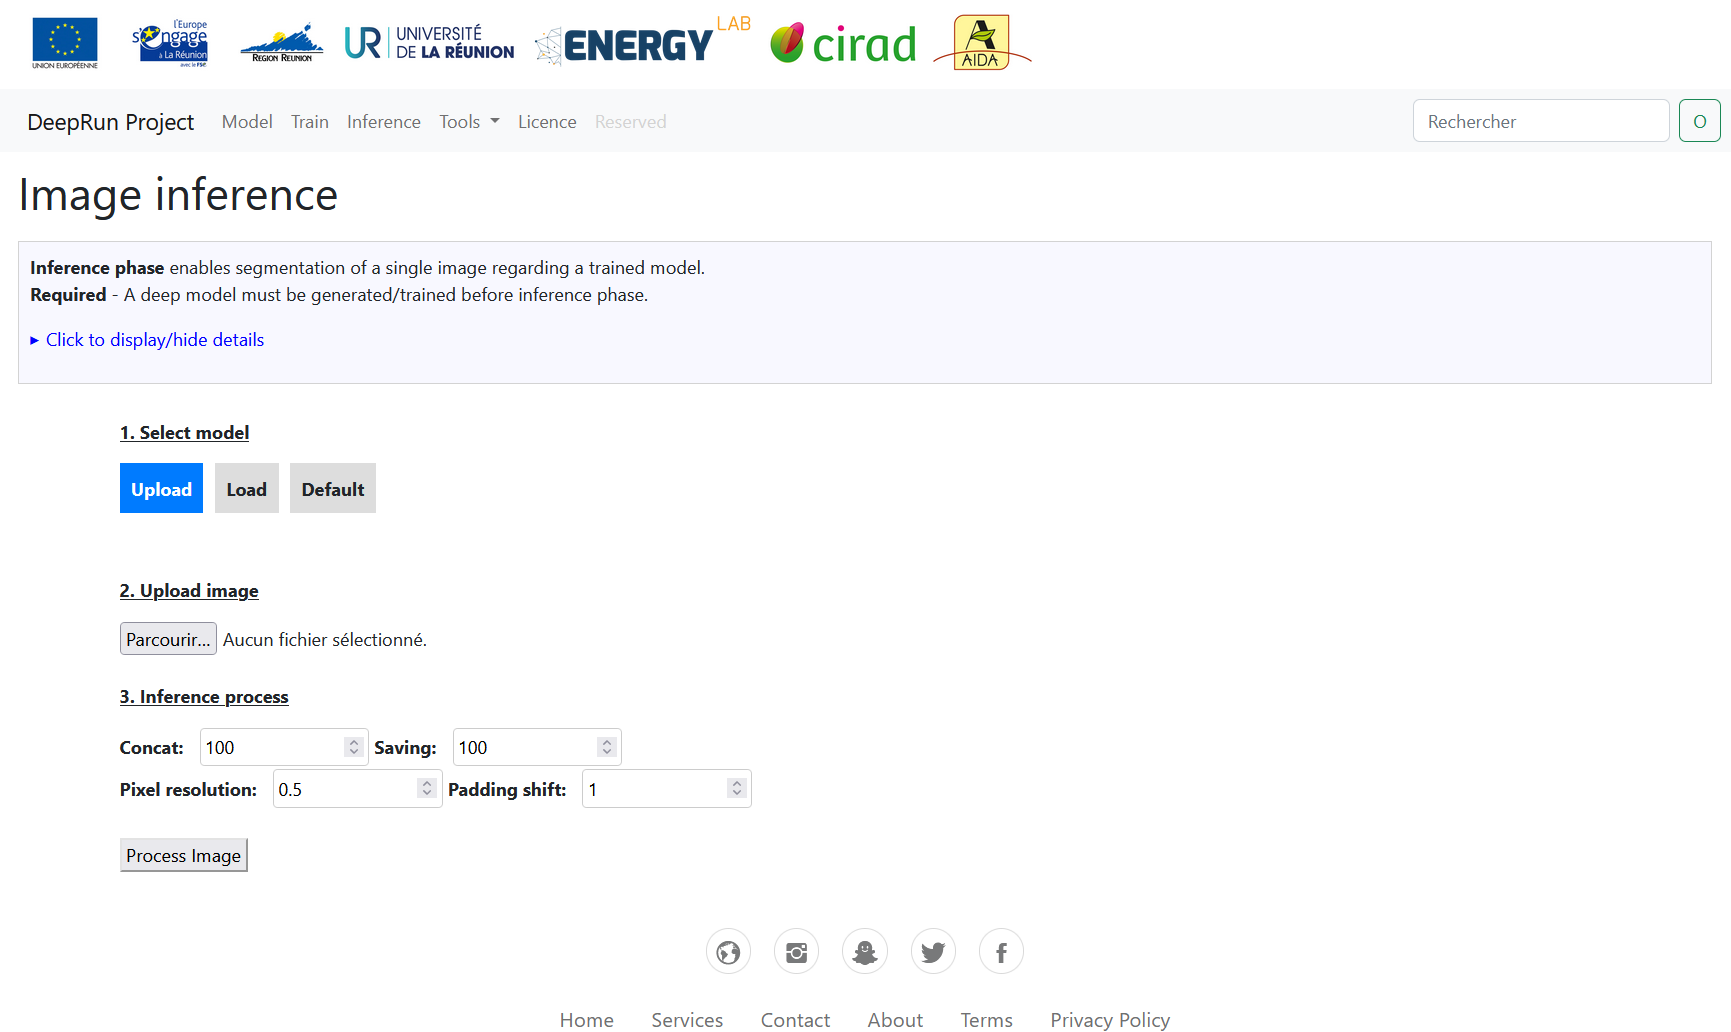 UNION EUROPÉENNE
l'Europe
s'engage
à La Réunion
avec le FSE.
REGION REUNION
UR UNIVERSITÉ
DE LA RÉUNION
ENERGY LAB
cirad
AIDA
DeepRun Project Model Train Inference Tools Licence Reserved Rechercher O
Image inference
Inference phase enables segmentation of a single image regarding a trained model.
Required - A deep model must be generated/trained before inference phase.
▸ Click to display/hide details
1. Select model
Upload Load Default
2. Upload image
Parcourir... Aucun fichier sélectionné.
3. Inference process
Concat: 100 Saving: 100
Pixel resolution: 0.5 Padding shift: 1
Process Image
Home Services Contact About Terms Privacy Policy